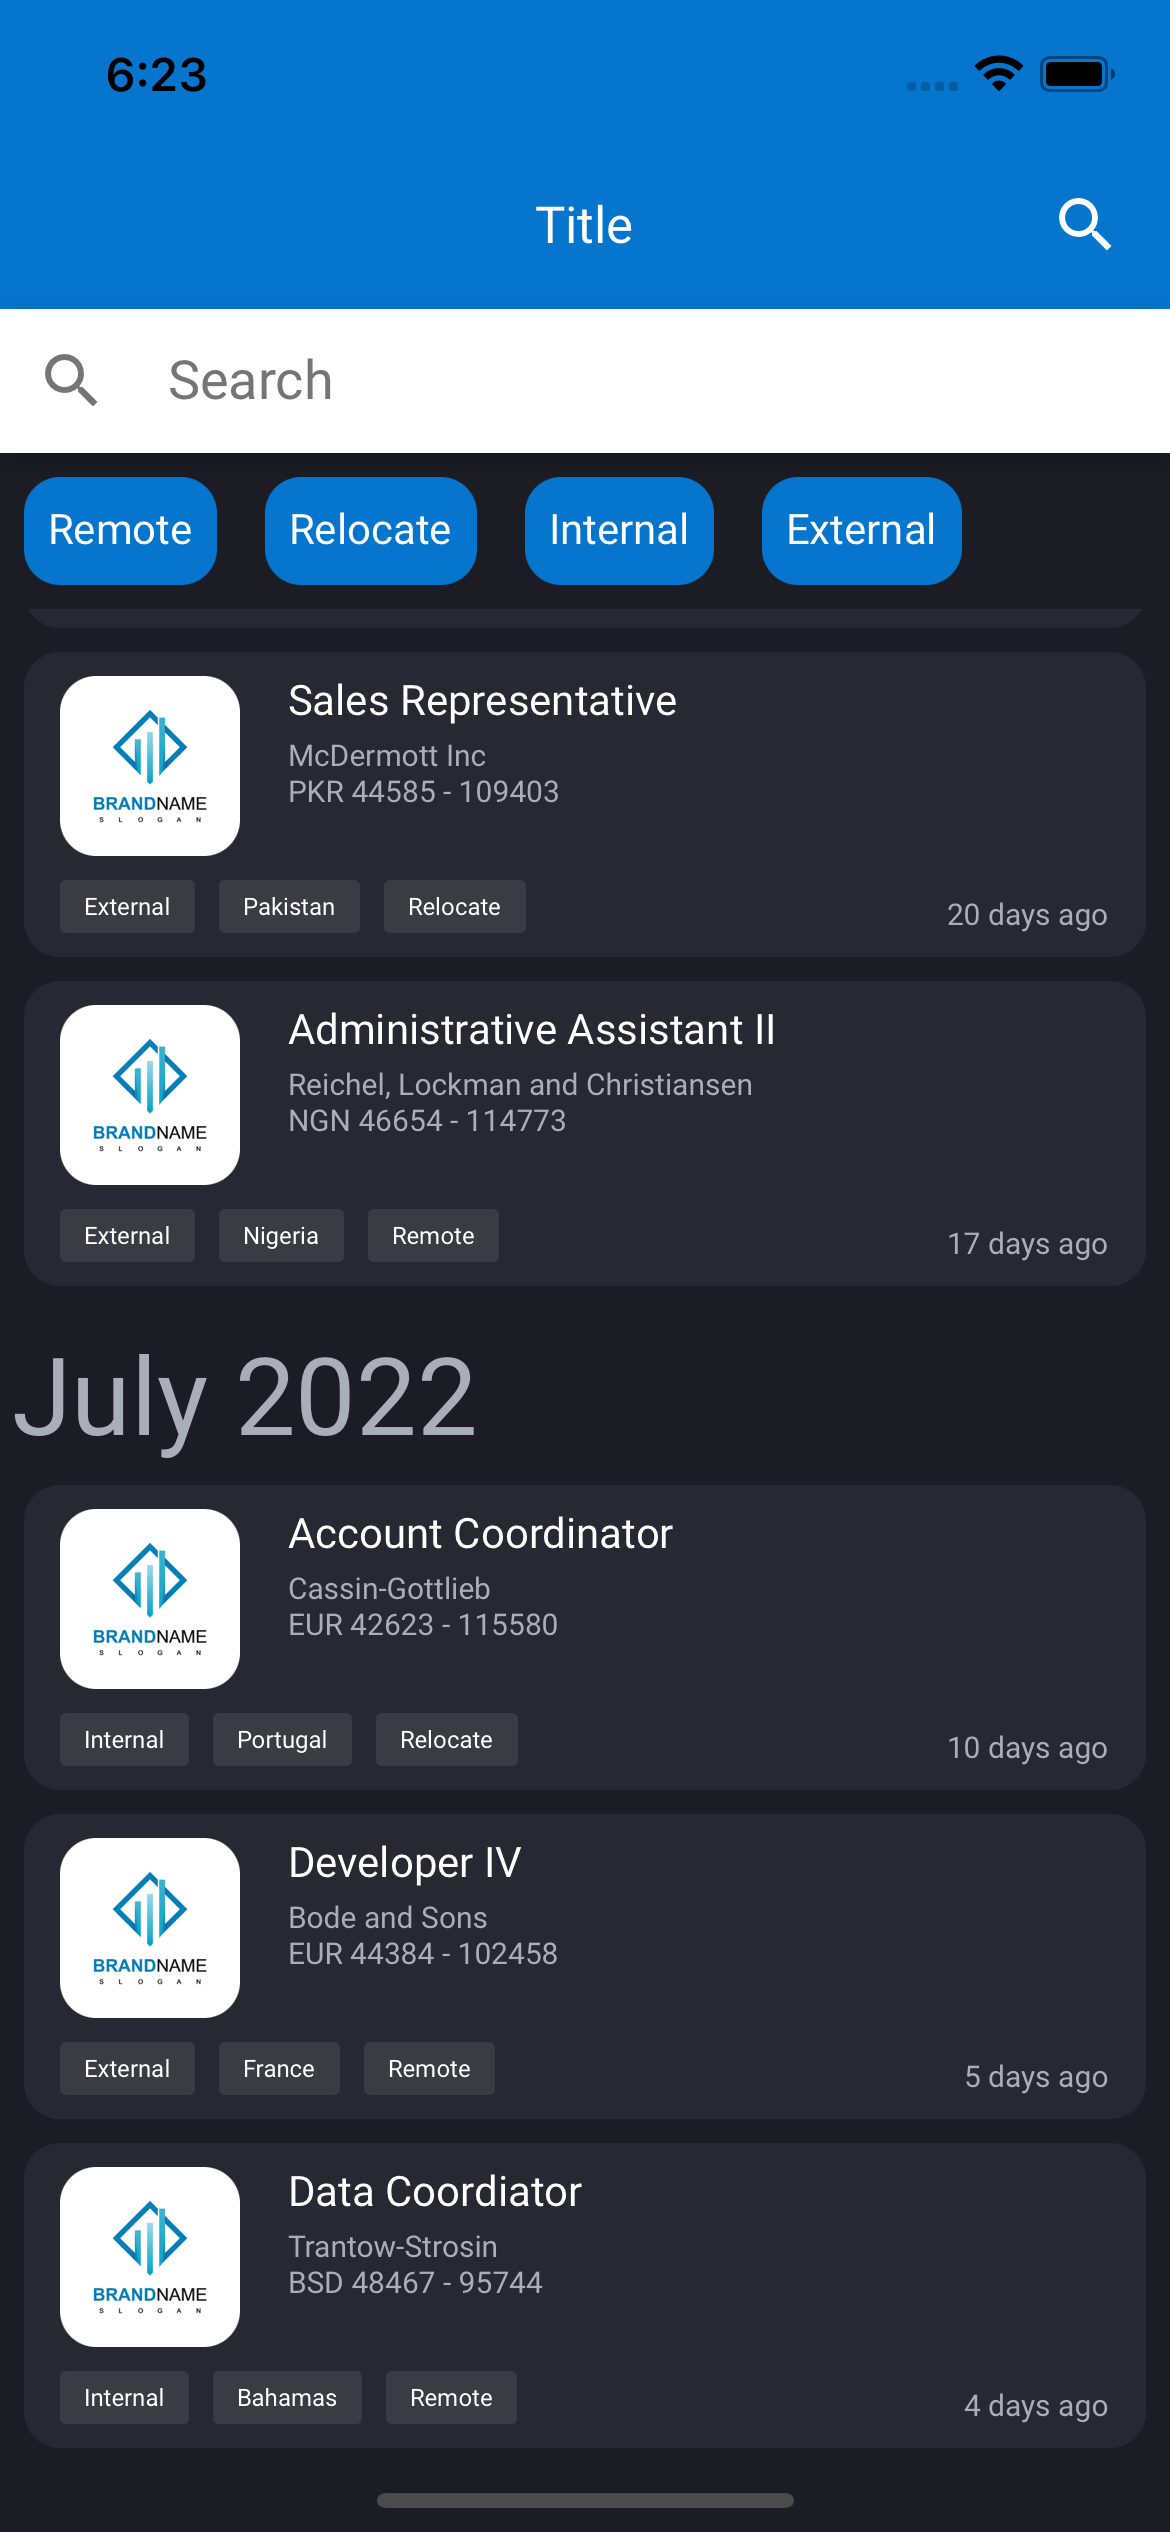 6:23
Title
Search
Remote Relocate Internal External
Sales Representative
McDermott Inc
PKR 44585 - 109403
BRANDNAME
SLOGAN
External Pakistan Relocate
20 days ago
Administrative Assistant II
Reichel, Lockman and Christiansen
NGN 46654 - 114773
BRANDNAME
SLOGAN
External Nigeria Remote
17 days ago
July 2022
Account Coordinator
Cassin-Gottlieb
EUR 42623 - 115580
BRANDNAME
SLOGAN
Internal Portugal Relocate
10 days ago
Developer IV
Bode and Sons
EUR 44384 - 102458
BRANDNAME
SLOGAN
External France Remote
5 days ago
Data Coordiator
Trantow-Strosin
BSD 48467 - 95744
BRANDNAME
SLOGAN
Internal Bahamas Remote
4 days ago